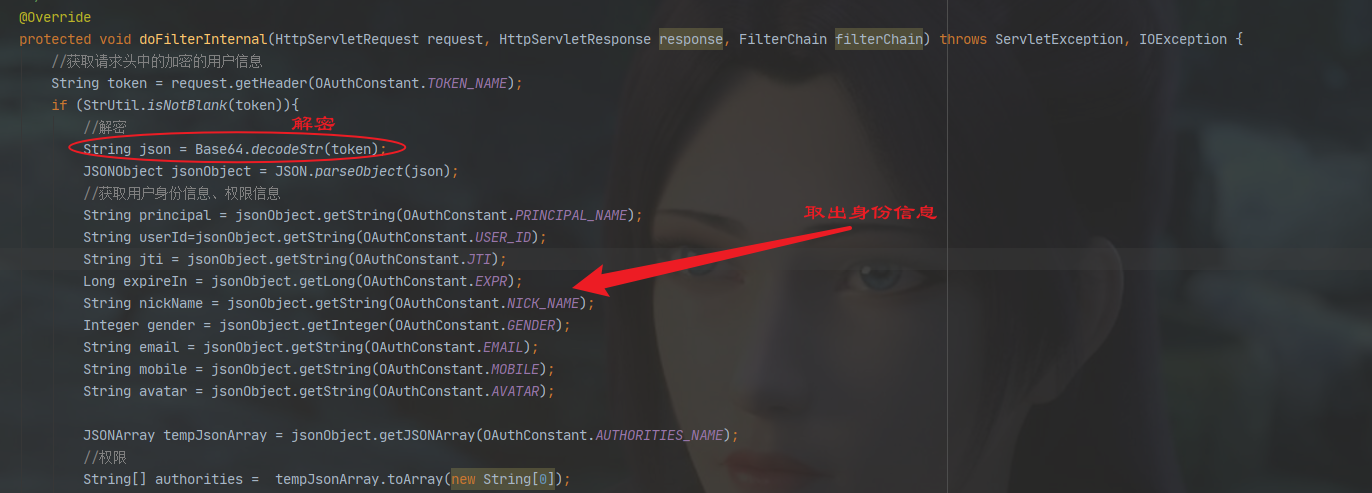 @Override
protected void doFilterInternal(HttpServletRequest request, HttpServletResponse response, FilterChain filterChain) throws ServletException, IOException {
//获取请求头中的加密的用户信息
String token = request.getHeader(OAuthConstant.TOKEN_NAME);
if (StrUtil.isNotBlank(token)){
//解密
解密
String json = Base64.decodeStr(token);
JSONObject jsonObject = JSON.parseObject(json);
//获取用户身份信息、权限信息
String principal = jsonObject.getString(OAuthConstant.PRINCIPAL_NAME);
取出身份信息
String userId=jsonObject.getString(OAuthConstant.USER_ID);
String jti = jsonObject.getString(OAuthConstant.JTI);
Long expireIn = jsonObject.getLong(OAuthConstant.EXPR);
String nickName = jsonObject.getString(OAuthConstant.NICK_NAME);
Integer gender = jsonObject.getInteger(OAuthConstant.GENDER);
String email = jsonObject.getString(OAuthConstant.EMAIL);
String mobile = jsonObject.getString(OAuthConstant.MOBILE);
String avatar = jsonObject.getString(OAuthConstant.AVATAR);
JSONArray tempJsonArray = jsonObject.getJSONArray(OAuthConstant.AUTHORITIES_NAME);
//权限
String[] authorities =  tempJsonArray.toArray(new String[0]);